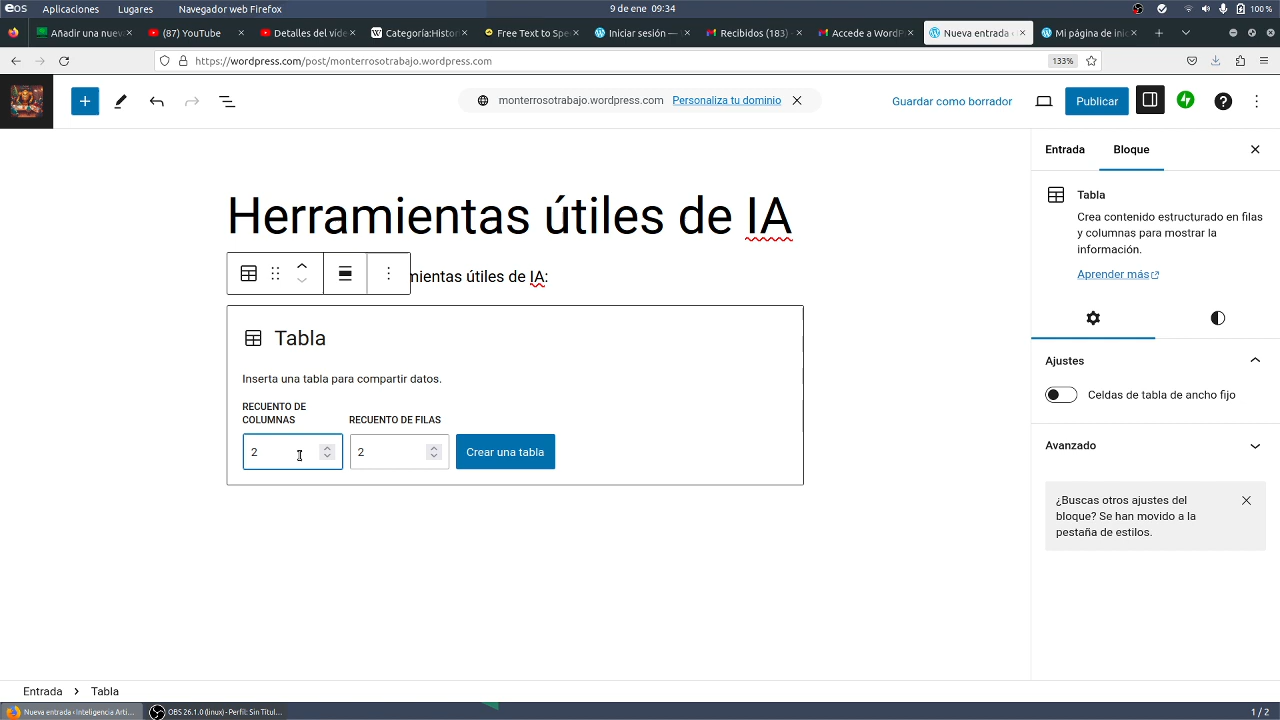 eOS Aplicaciones Lugares Navegador web Firefox 9 de ene 09:34 100 %
Añadir una nueva
(87) YouTube
Detalles del víde
Categoría:Histor
Free Text to Spe
Iniciar sesión —
Recibidos (183) -
Accede a WordP
Nueva entrada ‹
Mi página de inic
https://wordpress.com/post/monterrosotrabajo.wordpress.com 133%
monterrosotrabajo.wordpress.com Personaliza tu dominio
Guardar como borrador
Publicar
Herramientas útiles de IA
mientas útiles de IA:
Tabla
Inserta una tabla para compartir datos.
RECUENTO DE
COLUMNAS
RECUENTO DE FILAS
2
2
Crear una tabla
Entrada Bloque
Tabla
Crea contenido estructurado en filas
y columnas para mostrar la
información.
Aprender más
Ajustes
Celdas de tabla de ancho fijo
Avanzado
¿Buscas otros ajustes del
bloque? Se han movido a la
pestaña de estilos.
Entrada > Tabla
Nueva entrada ‹ Inteligencia Arti...
OBS 26.1.0 (linux) - Perfil: Sin Titul...
1 / 2